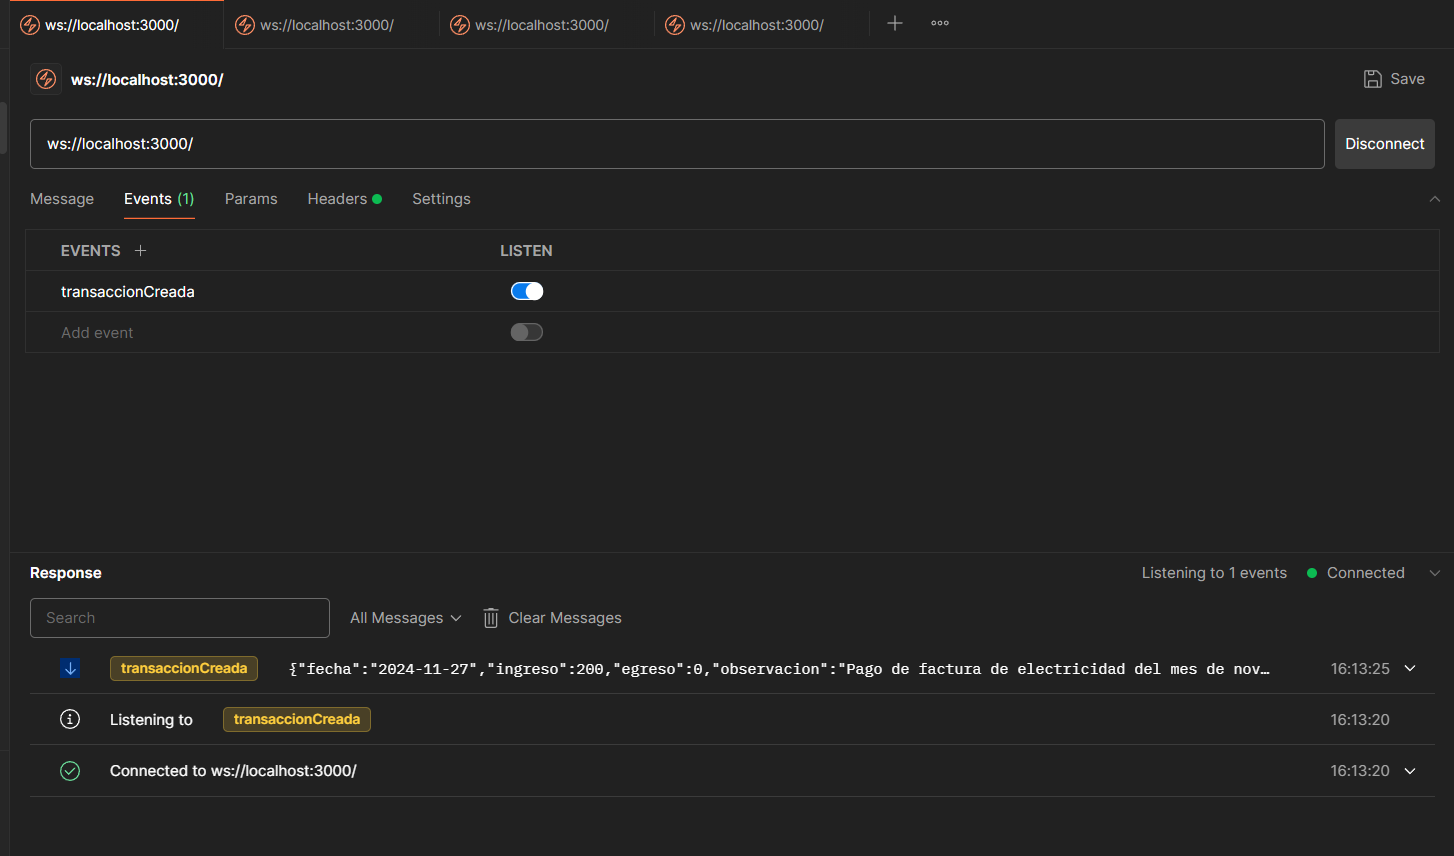 ws://localhost:3000/ ws://localhost:3000/ ws://localhost:3000/ ws://localhost:3000/
ws://localhost:3000/ Save
ws://localhost:3000/ Disconnect
Message Events (1) Params Headers Settings
EVENTS LISTEN
transaccionCreada
Add event
Response Listening to 1 events Connected
Search All Messages Clear Messages
transaccionCreada {"fecha":"2024-11-27","ingreso":200,"egreso":0,"observacion":"Pago de factura de electricidad del mes de nov… 16:13:25
Listening to transaccionCreada 16:13:20
Connected to ws://localhost:3000/ 16:13:20